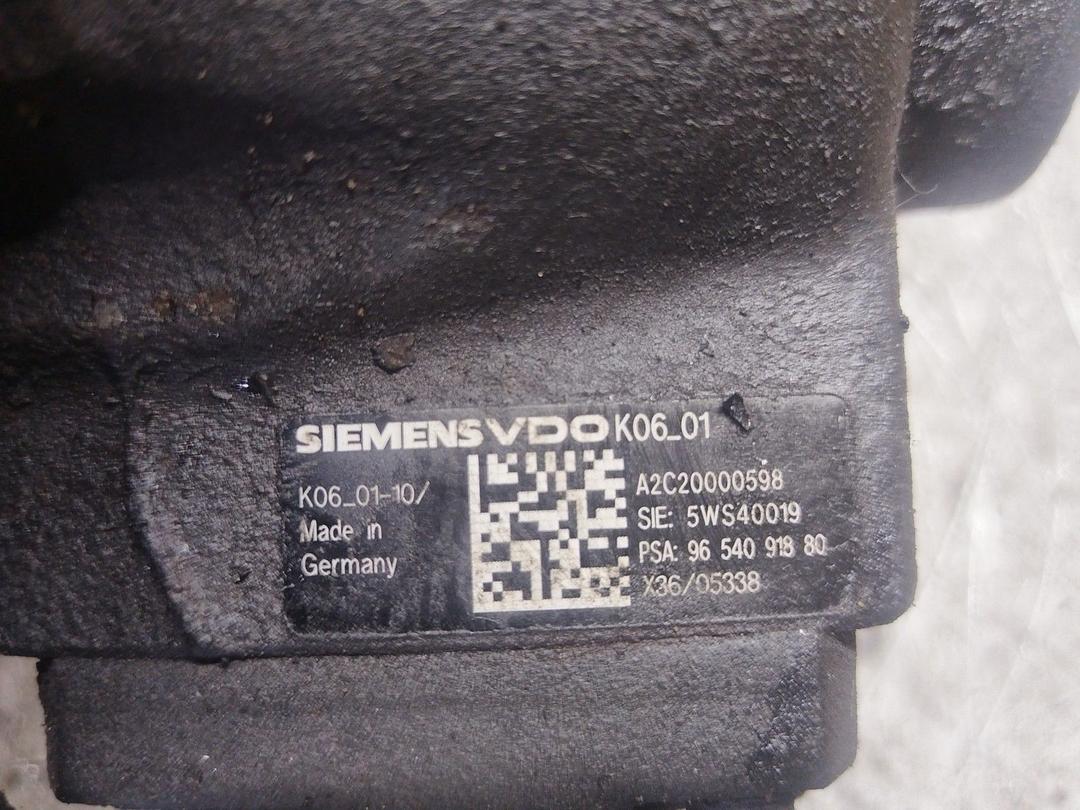 SIEMENS VDO K06_01
K06_01-10/
Made in
Germany
A2C20000598
SIE: 5WS40019
PSA: 96 540 918 80
X36/05338